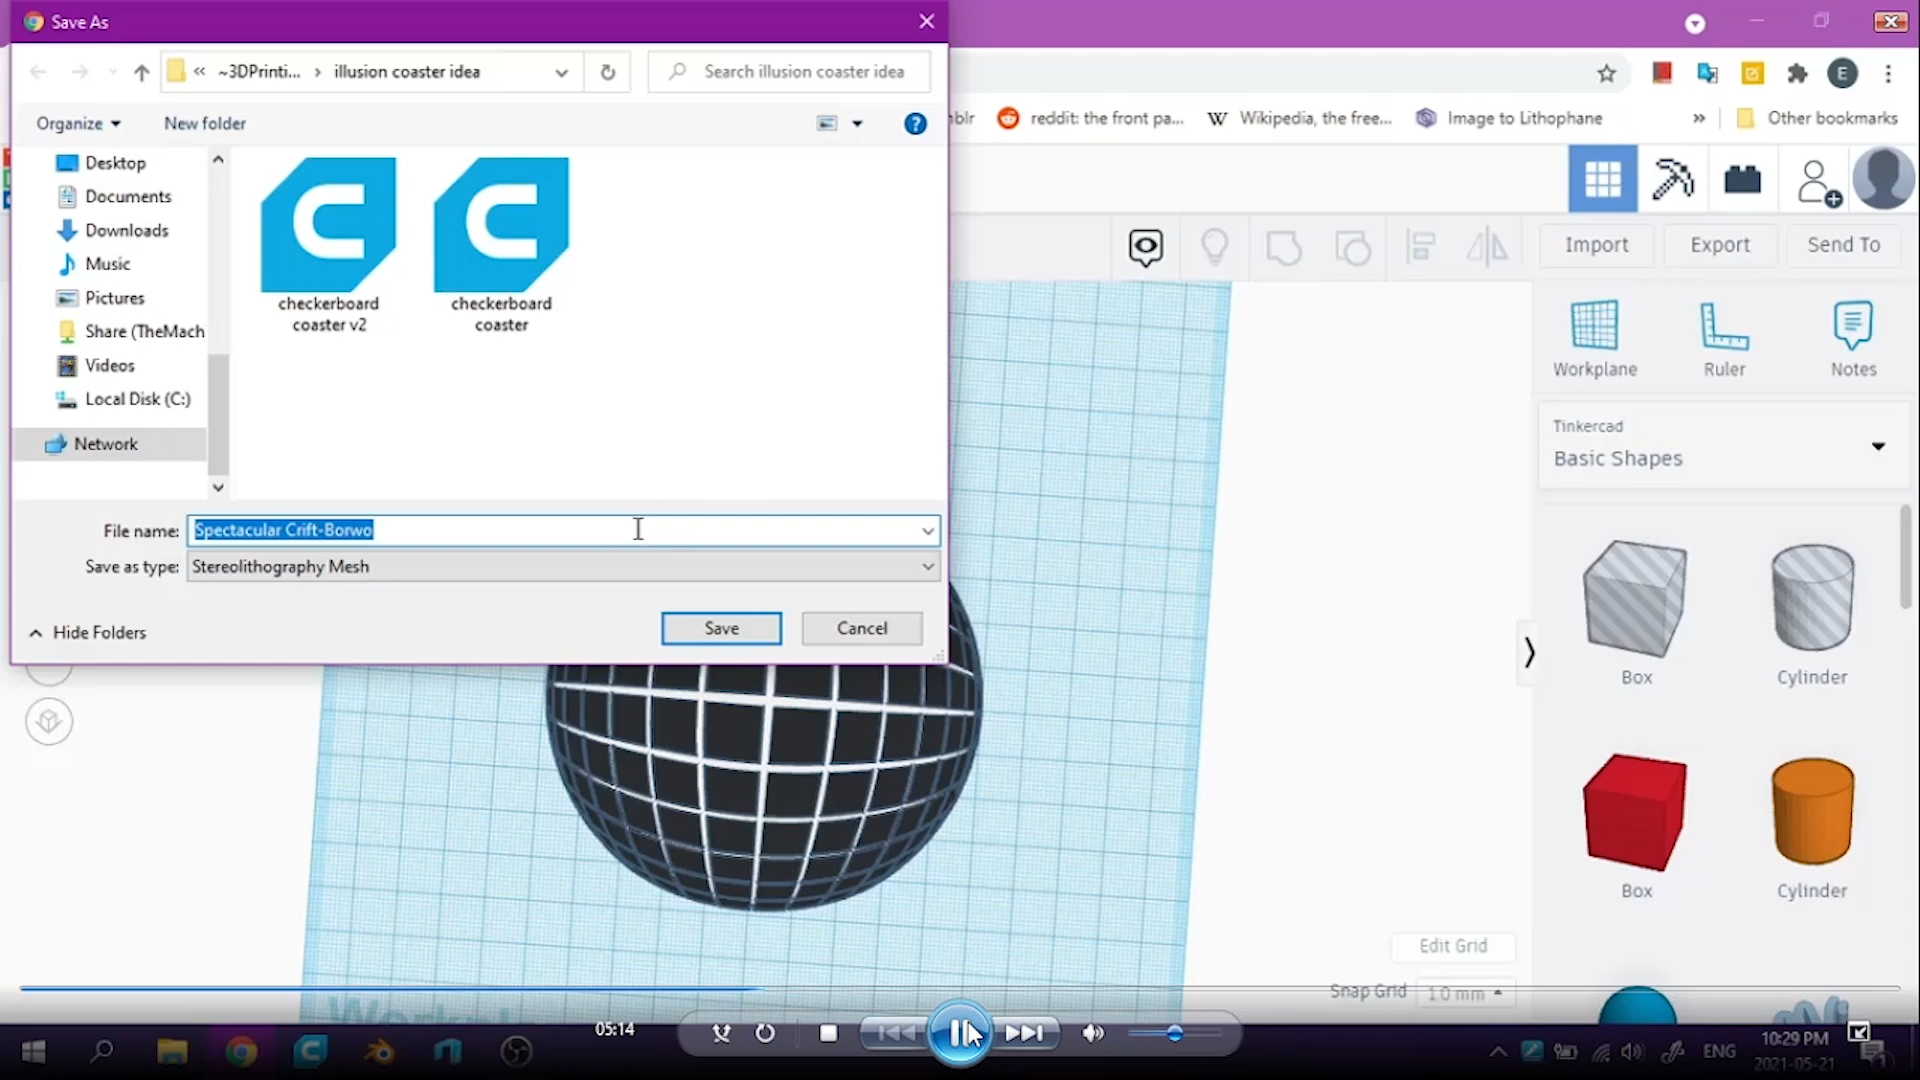 Save As
« ~3DPrinti... › illusion coaster idea
Search illusion coaster idea
Organize
New folder
Desktop
Documents
Downloads
Music
Pictures
Share (TheMach
Videos
Local Disk (C:)
Network
checkerboard
coaster v2
checkerboard
coaster
File name:
Spectacular Crift-Borwo
Save as type:
Stereolithography Mesh
Hide Folders
Save
Cancel
E
blr
reddit: the front pa...
W
Wikipedia, the free...
Image to Lithophane
»
Other bookmarks
Import
Export
Send To
Workplane
Ruler
Notes
Tinkercad
Basic Shapes
Box
Cylinder
Box
Cylinder
Edit Grid
Snap Grid
1.0 mm
05:14
ENG
10:29 PM
2021-05-21